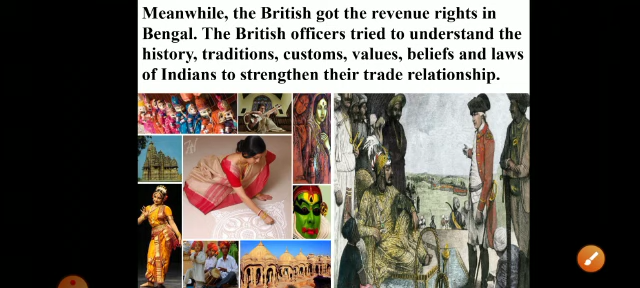 Meanwhile, the British got the revenue rights in
Bengal. The British officers tried to understand the
history, traditions, customs, values, beliefs and laws
of Indians to strengthen their trade relationship.